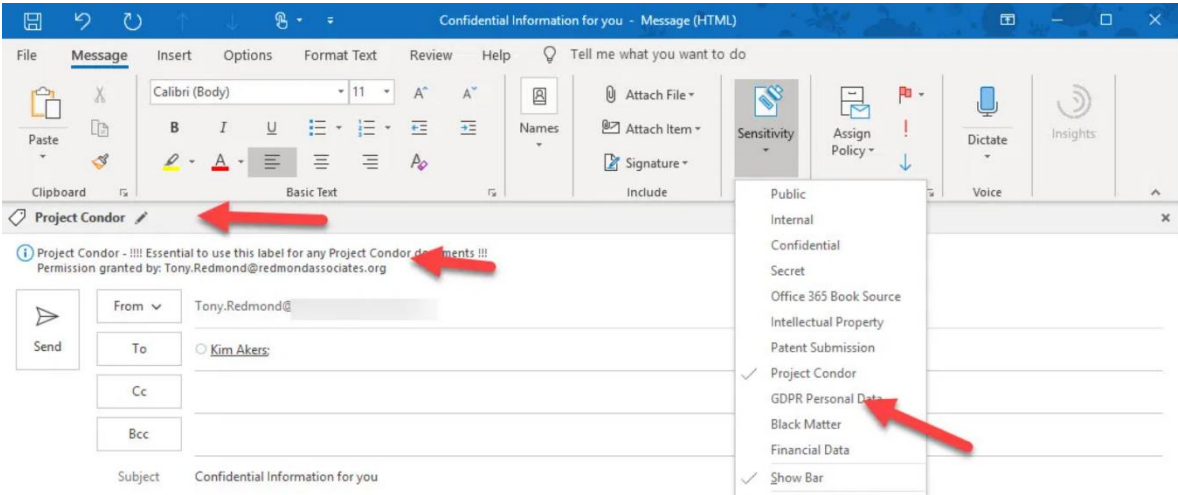 Confidential Information for you - Message (HTML)
File Message Insert Options Format Text Review Help Tell me what you want to do
Calibri (Body) 11 A A
Attach File
Paste
B I U
Names
Attach Item
Sensitivity
Assign
Policy
Dictate
Insights
A A
Signature
Clipboard Basic Text Include Voice
Project Condor
Project Condor - !!!! Essential to use this label for any Project Condor !!!
Permission granted by: Tony.Redmond@redmondassociates.org
From Tony.Redmond@
Send
To Kim Akers;
Cc
Bcc
Subject Confidential Information for you
Public
Internal
Confidential
Secret
Office 365 Book Source
Intellectual Property
Patent Submission
Project Condor
GDPR Personal Data
Black Matter
Financial Data
Show Bar